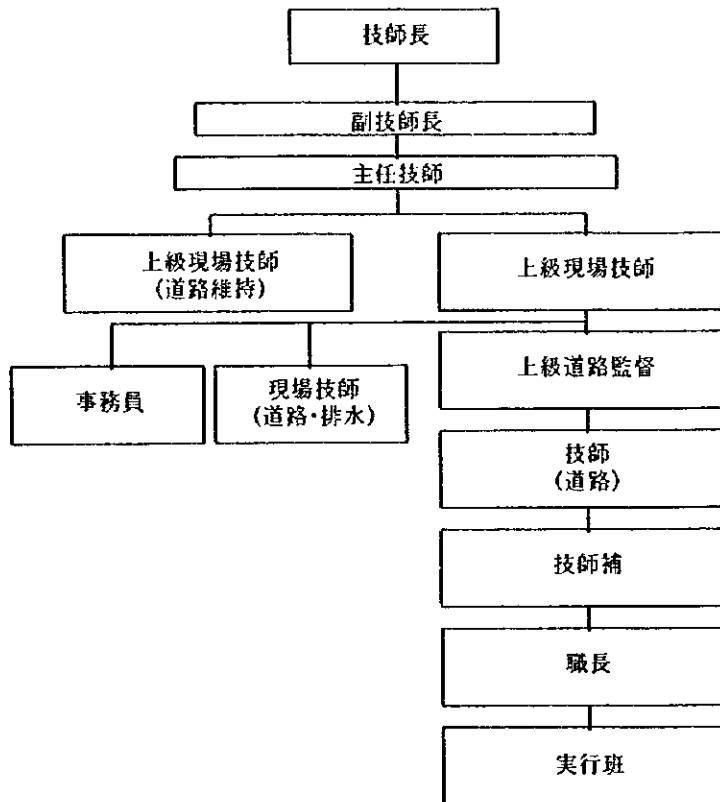 技師長
副技師長
主任技師
上級現場技師
(道路維持)
上級現場技師
事務員
現場技師
(道路・排水)
上級道路監督
技師
(道路)
技師補
職長
実行班